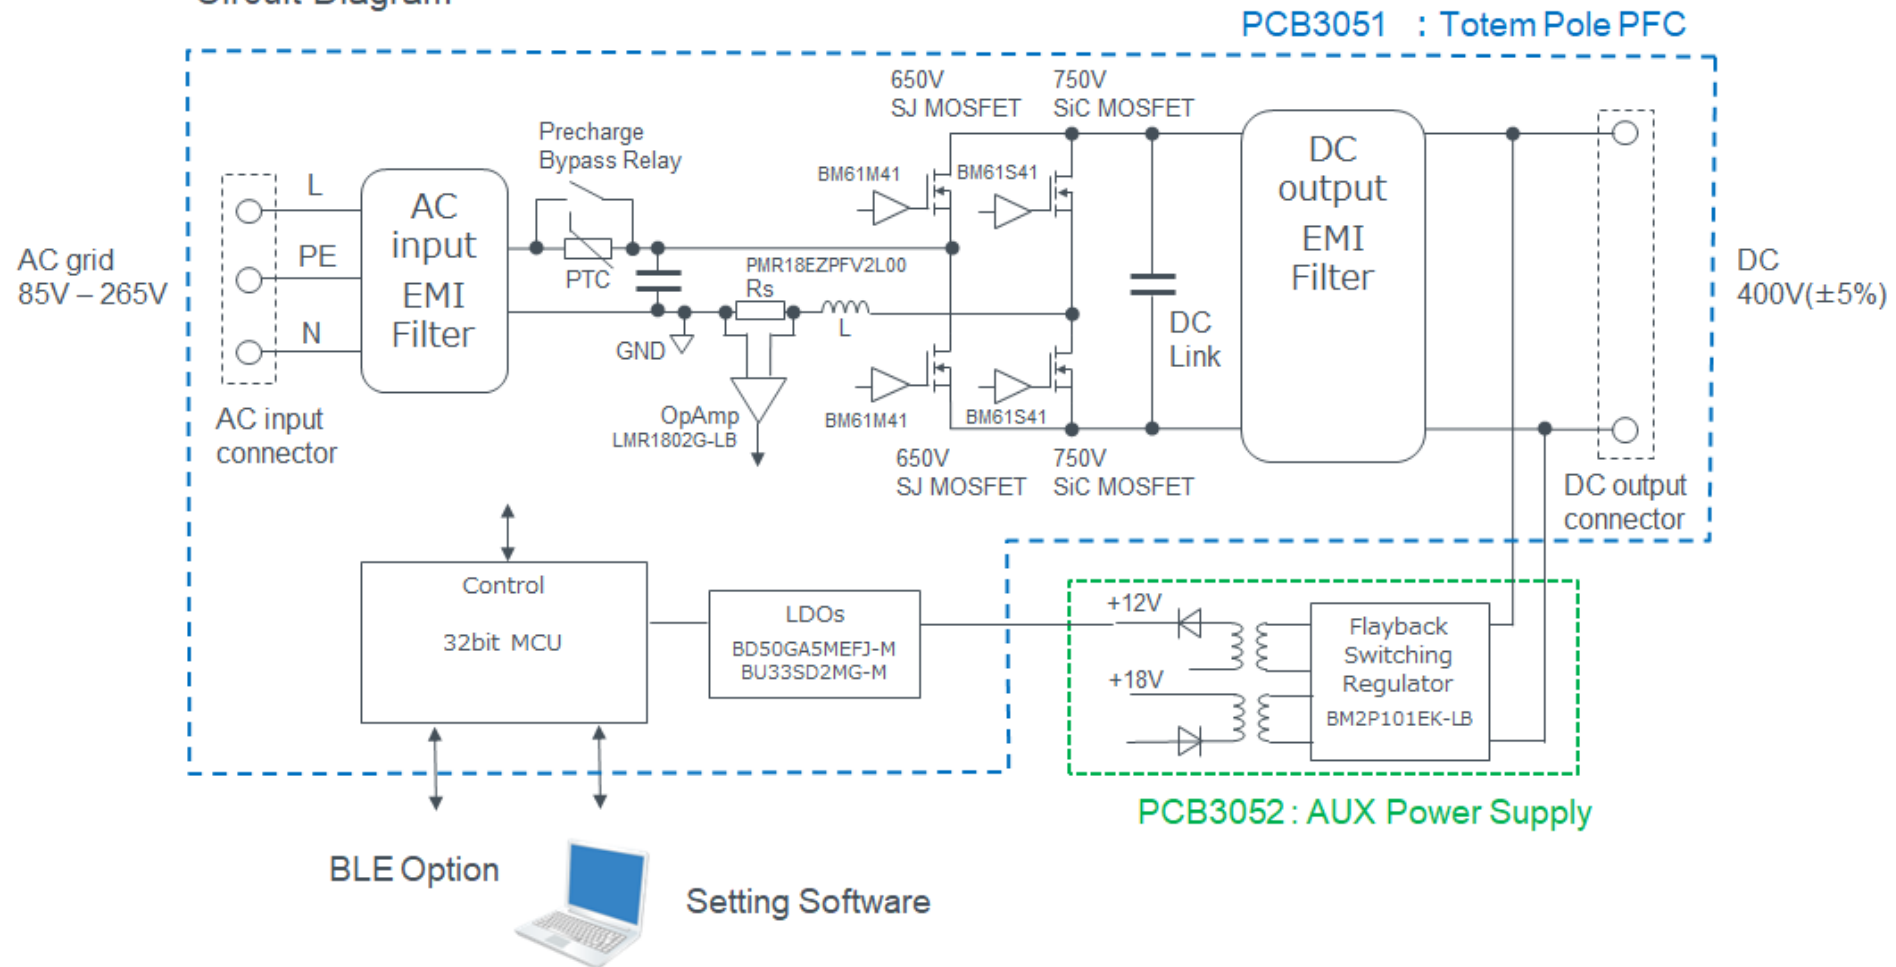 Circuit Diagram
PCB3051 : Totem Pole PFC
650V
SJ MOSFET
750V
SiC MOSFET
Precharge
Bypass Relay
BM61M41
BM61S41
DC
output
EMI
Filter
L
PE
N
AC
input
EMI
Filter
AC grid
85V – 265V
PTC
PMR18EZPFV2L00
Rs
L
GND
DC
Link
DC
400V(±5%)
OpAmp
LMR1802G-LB
BM61M41
BM61S41
AC input
connector
650V
SJ MOSFET
750V
SiC MOSFET
DC output
connector
Control
32bit MCU
LDOs
BD50GA5MEFJ-M
BU33SD2MG-M
+12V
+18V
Flayback
Switching
Regulator
BM2P101EK-LB
PCB3052 : AUX Power Supply
BLE Option
Setting Software